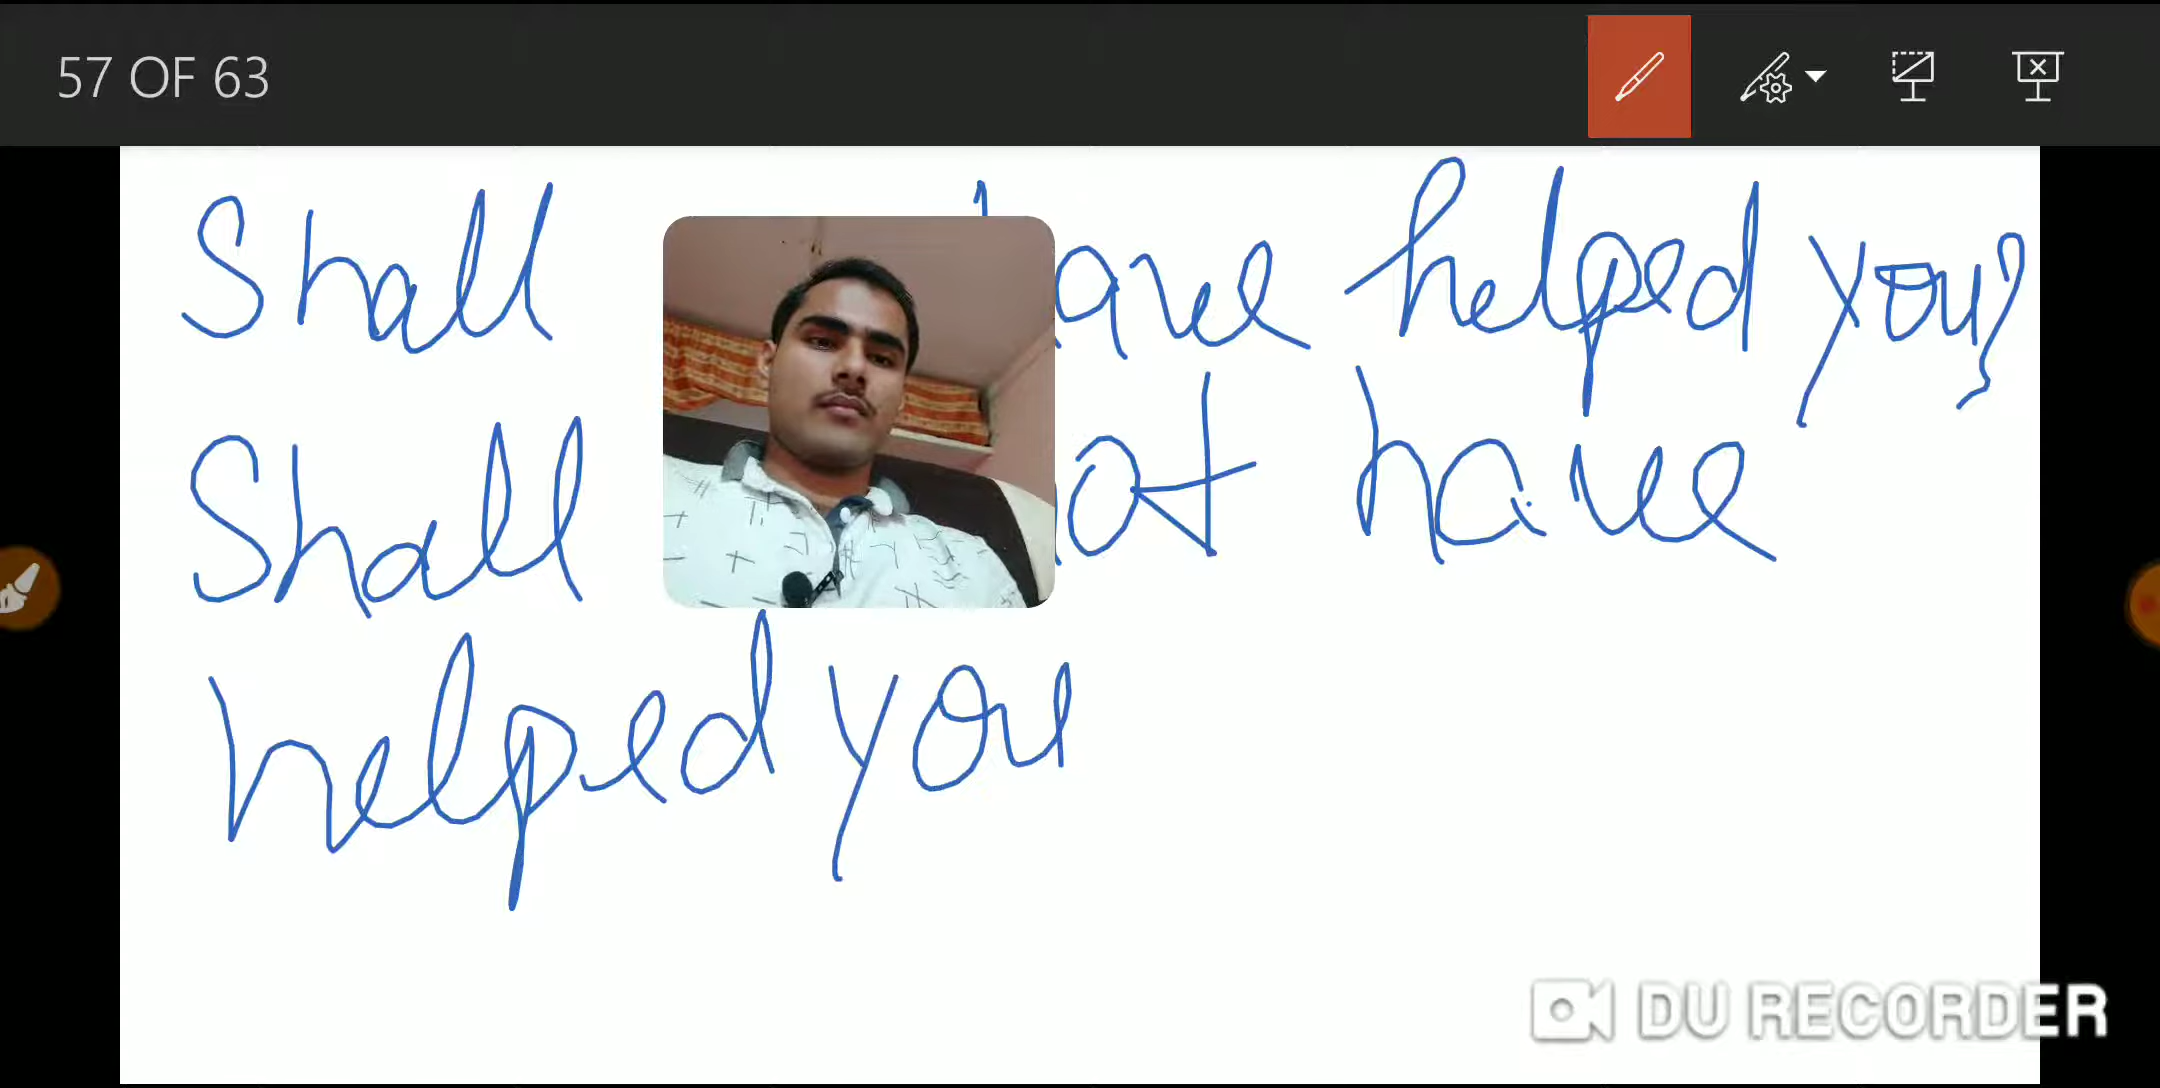 57 OF 63
Shall have helped you?
Shall not have
helped you
DU RECORDER